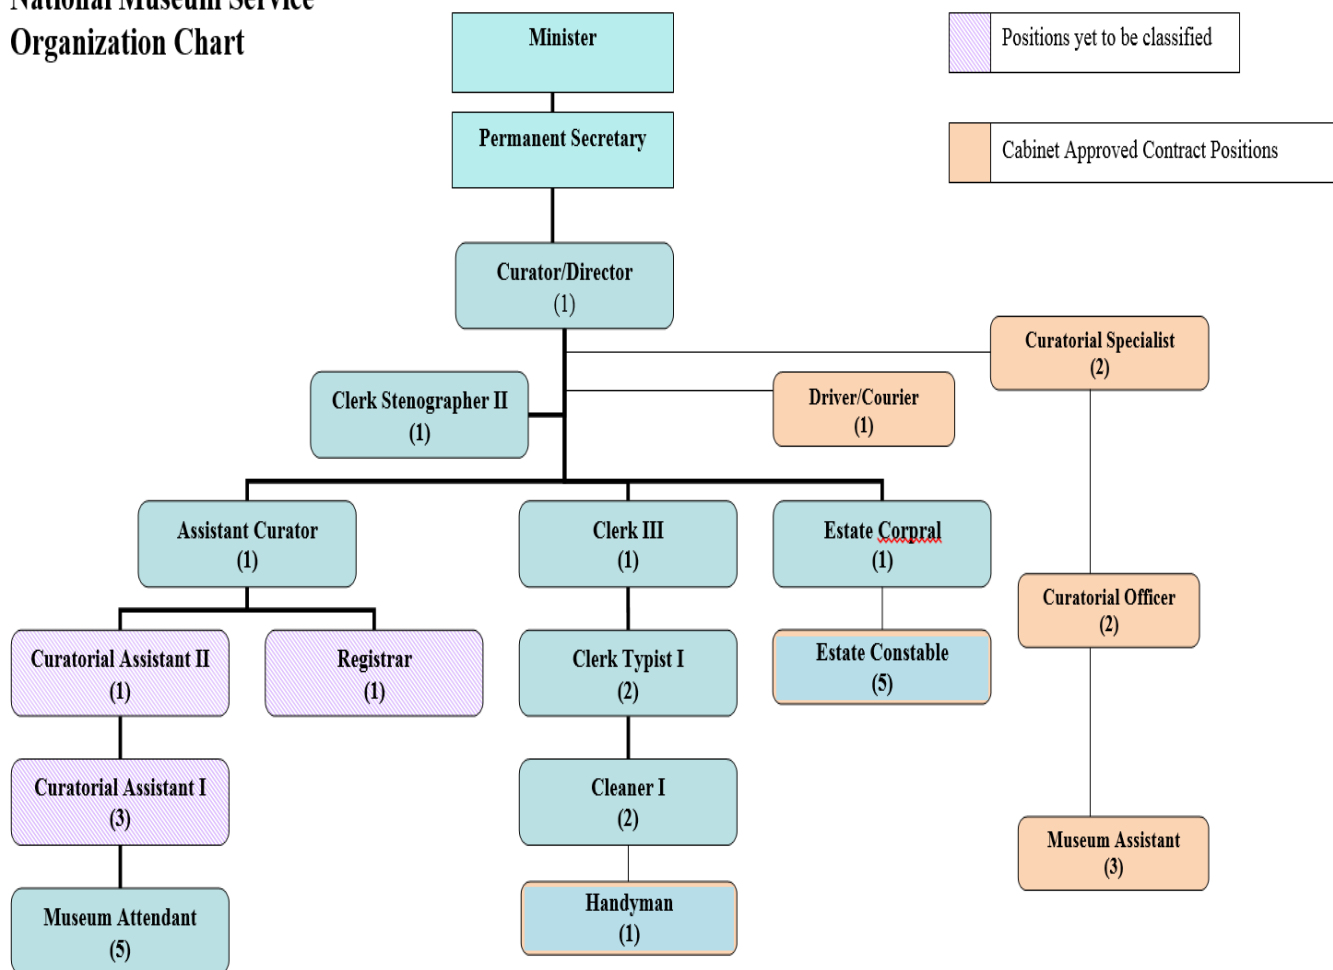 National Museum Service
Organization Chart
Minister
Positions yet to be classified
Permanent Secretary
Cabinet Approved Contract Positions
Curator/Director
(1)
Curatorial Specialist
(2)
Clerk Stenographer II
(1)
Driver/Courier
(1)
Assistant Curator
(1)
Clerk III
(1)
Estate Corpral
(1)
Curatorial Officer
(2)
Curatorial Assistant II
(1)
Registrar
(1)
Clerk Typist I
(2)
Estate Constable
(5)
Curatorial Assistant I
(3)
Cleaner I
(2)
Museum Assistant
(3)
Museum Attendant
(5)
Handyman
(1)